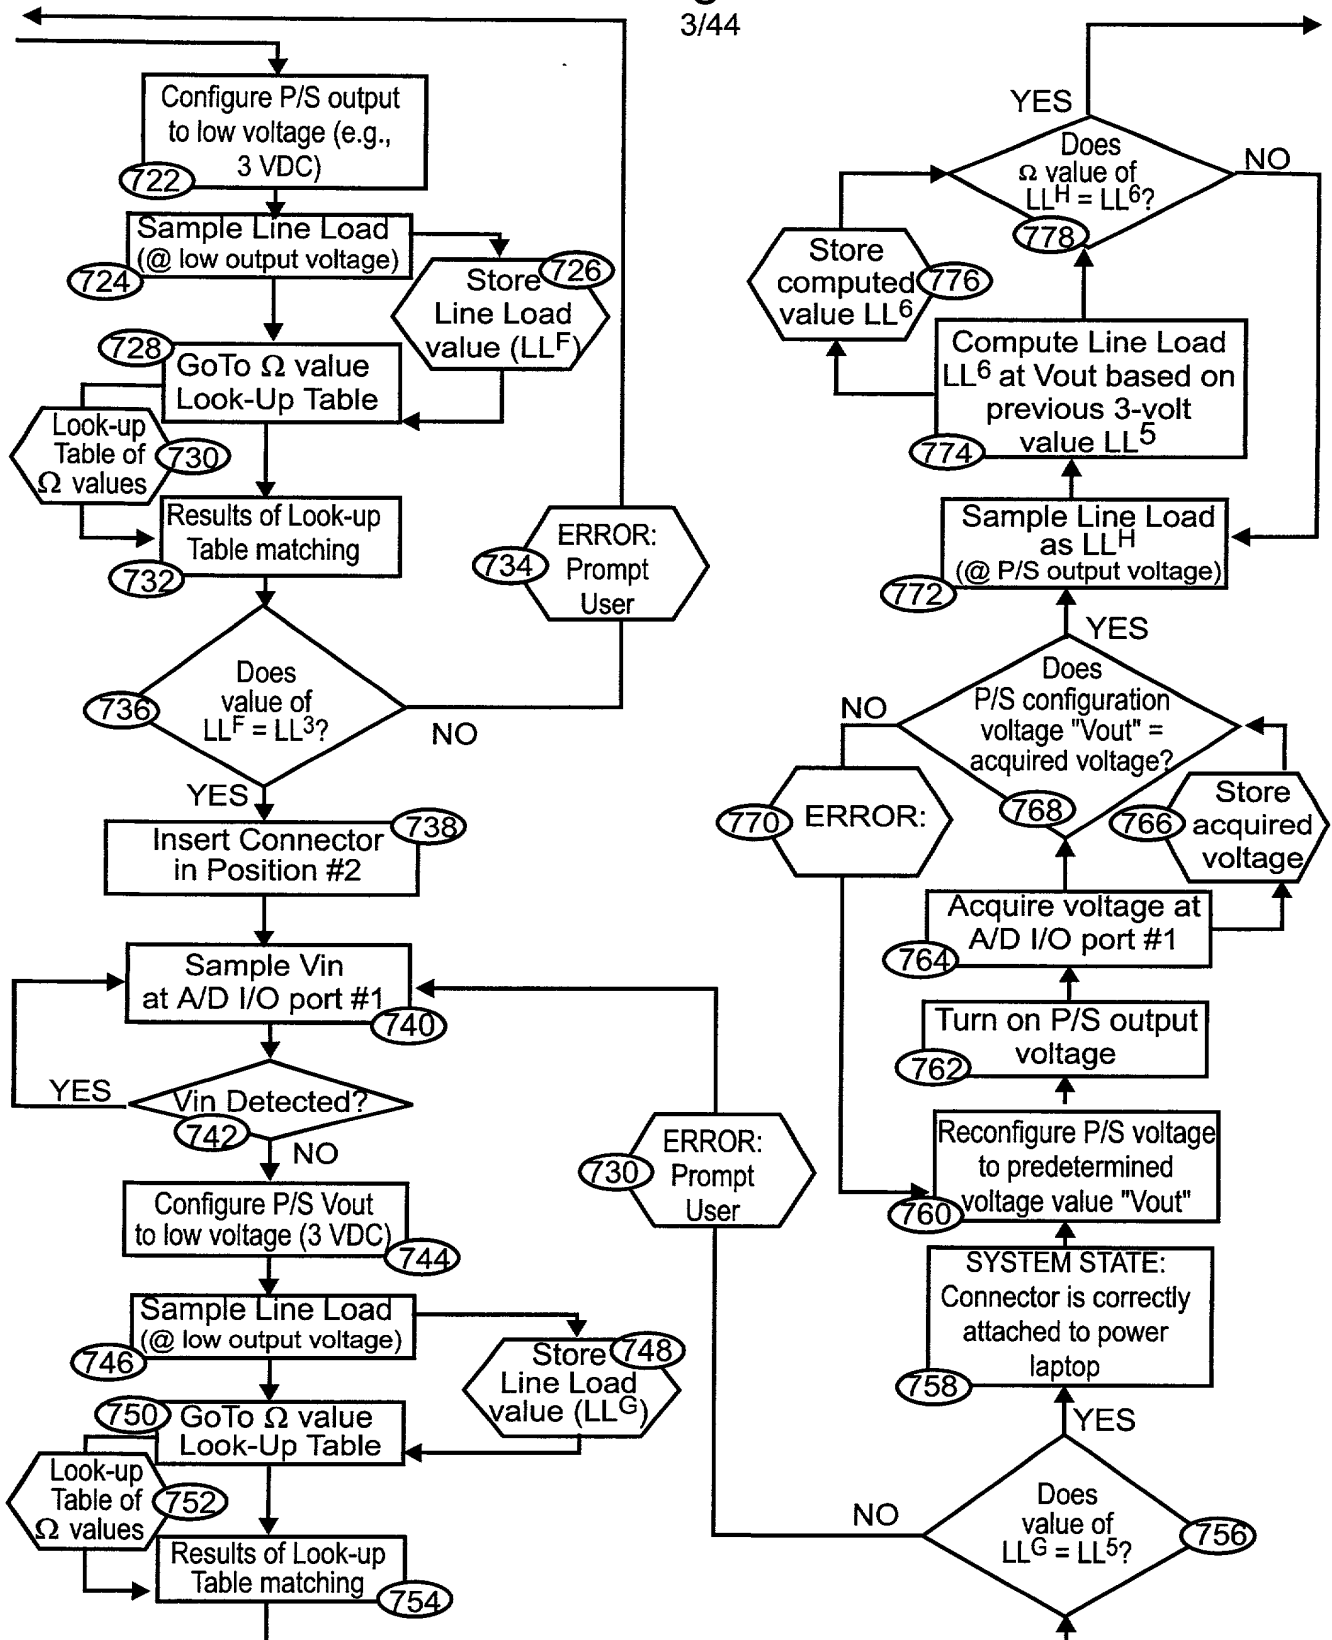 3/44
Configure P/S output
to low voltage (e.g.,
3 VDC)
722
Sample Line Load
(@ low output voltage)
724
Store
Line Load
value (LLF)
726
GoTo Ω value
Look-Up Table
728
Look-up
Table of
Ω values
730
Results of Look-up
Table matching
732
ERROR:
Prompt
User
734
Does
value of
LLF = LL3?
736
NO
YES
Insert Connector
in Position #2
738
Sample Vin
at A/D I/O port #1
740
Vin Detected?
742
YES
NO
Configure P/S Vout
to low voltage (3 VDC)
744
Sample Line Load
(@ low output voltage)
746
Store
Line Load
value (LLG)
748
GoTo Ω value
Look-Up Table
750
Look-up
Table of
Ω values
752
Results of Look-up
Table matching
754
ERROR:
Prompt
User
730
YES
Does
Ω value of
LLH = LL6?
778
NO
Store
computed
value LL6
776
Compute Line Load
LL6 at Vout based on
previous 3-volt
value LL5
774
Sample Line Load
as LLH
(@ P/S output voltage)
772
YES
Does
P/S configuration
voltage "Vout" =
acquired voltage?
768
NO
ERROR:
770
Store
acquired
voltage
766
Acquire voltage at
A/D I/O port #1
764
Turn on P/S output
voltage
762
Reconfigure P/S voltage
to predetermined
voltage value "Vout"
760
SYSTEM STATE:
Connector is correctly
attached to power
laptop
758
YES
Does
value of
LLG = LL5?
756
NO